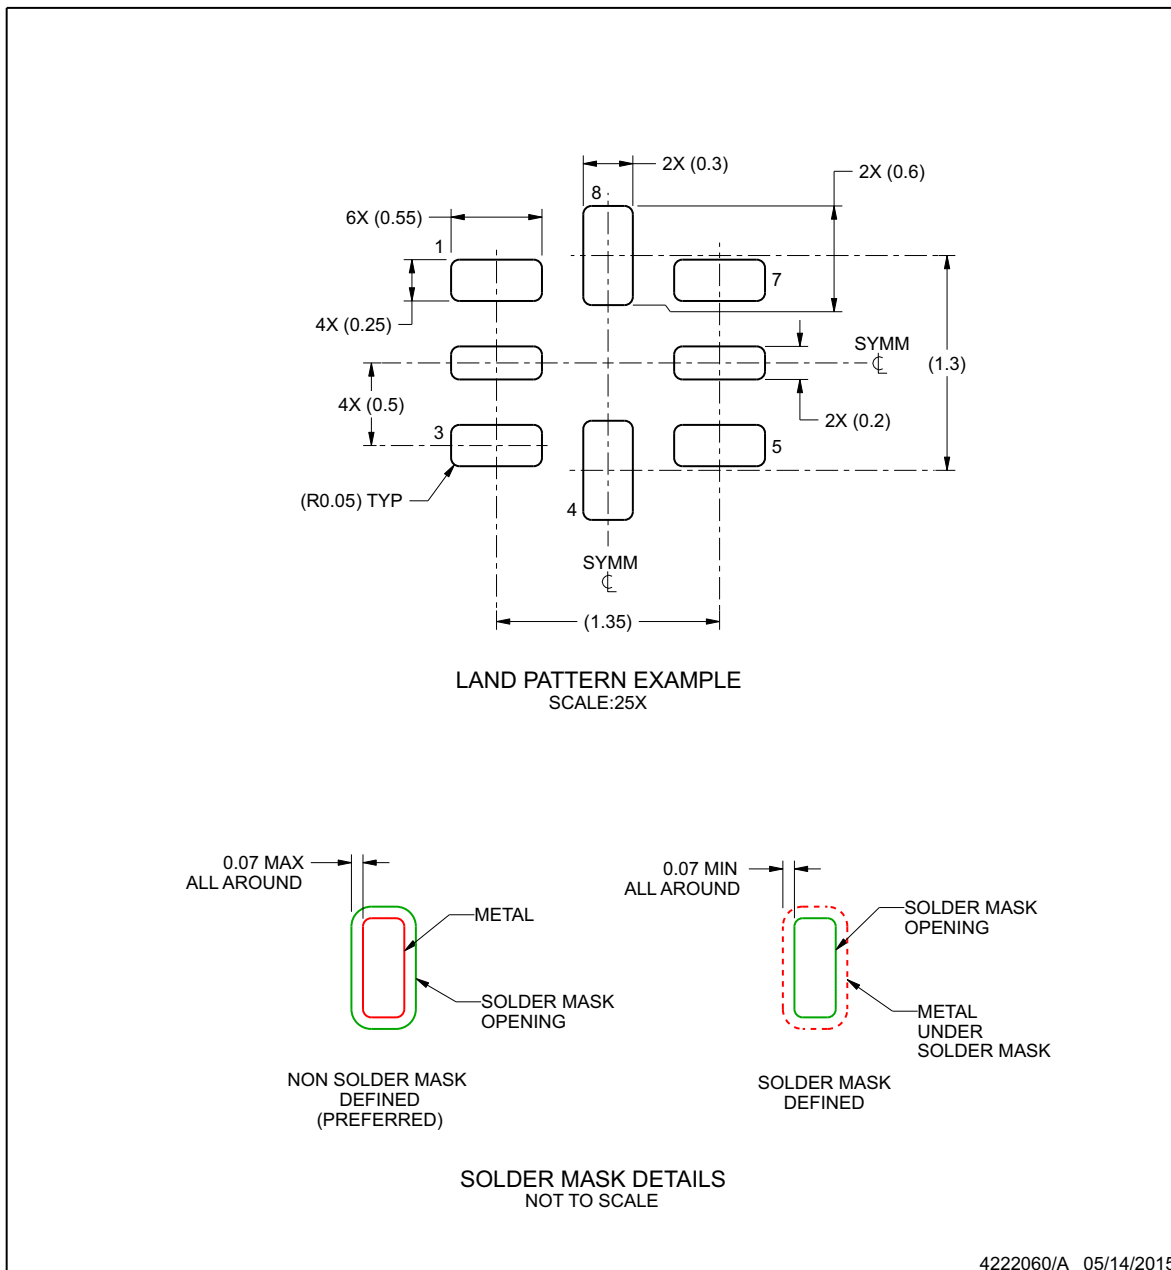 2X (0.3)
2X (0.6)
8
6X (0.55)
1
7
4X (0.25)
SYMM
℄
(1.3)
4X (0.5)
2X (0.2)
3
5
(R0.05) TYP
4
SYMM
℄
(1.35)
LAND PATTERN EXAMPLE
SCALE:25X
0.07 MAX
ALL AROUND
METAL
SOLDER MASK
OPENING
NON SOLDER MASK
DEFINED
(PREFERRED)
0.07 MIN
ALL AROUND
SOLDER MASK
OPENING
METAL
UNDER
SOLDER MASK
SOLDER MASK
DEFINED
SOLDER MASK DETAILS
NOT TO SCALE
4222060/A 05/14/2015